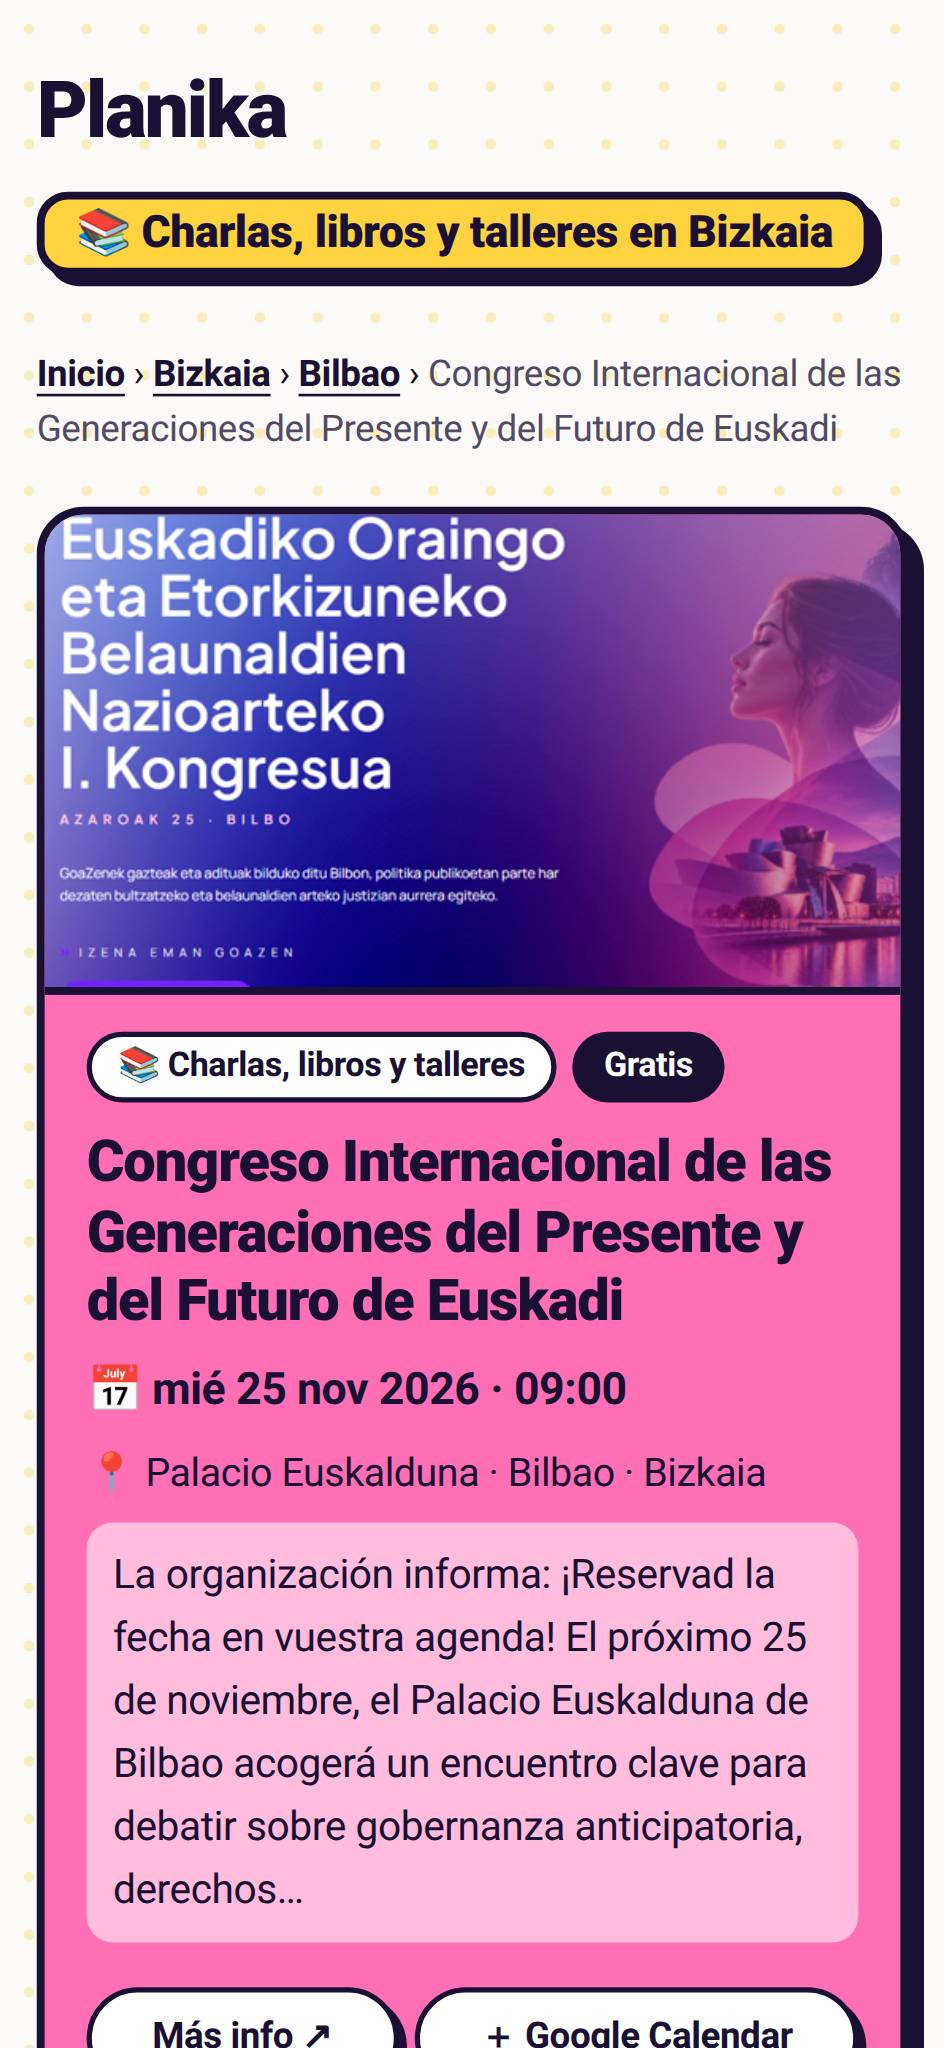 Planika
📚 Charlas, libros y talleres en Bizkaia
Inicio › Bizkaia › Bilbao › Congreso Internacional de las
Generaciones del Presente y del Futuro de Euskadi
Euskadiko Oraingo
eta Etorkizuneko
Belaunaldien
Nazioarteko
I. Kongresua
AZAROAK 25 · BILBO
GoaZenek gazteak eta adituak bilduko ditu Bilbon, politika publikoetan parte har
dezaten bultzatzeko eta belaunaldien arteko justizian aurrera egiteko.
» IZENA EMAN GOAZEN
📚 Charlas, libros y talleres
Gratis
Congreso Internacional de las
Generaciones del Presente y
del Futuro de Euskadi
📅 mié 25 nov 2026 · 09:00
📍 Palacio Euskalduna · Bilbao · Bizkaia
La organización informa: ¡Reservad la
fecha en vuestra agenda! El próximo 25
de noviembre, el Palacio Euskalduna de
Bilbao acogerá un encuentro clave para
debatir sobre gobernanza anticipatoria,
derechos...
Más info ↗
+ Google Calendar